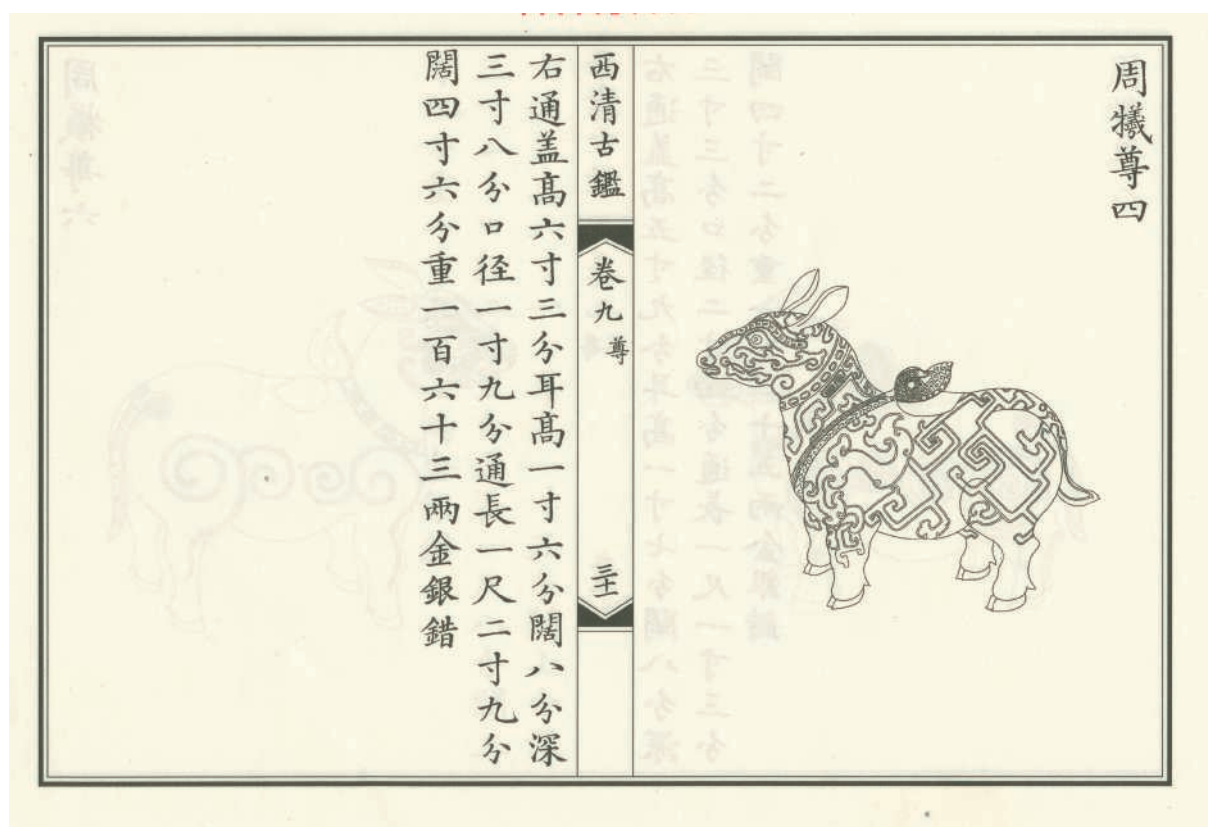 周犧尊四
西清古鑑
卷九
尊
三十
右通盖高六寸三分耳高一寸六分闊八分深
三寸八分口径一寸九分通長一尺二寸九分
闊四寸六分重一百六十三兩金銀錯